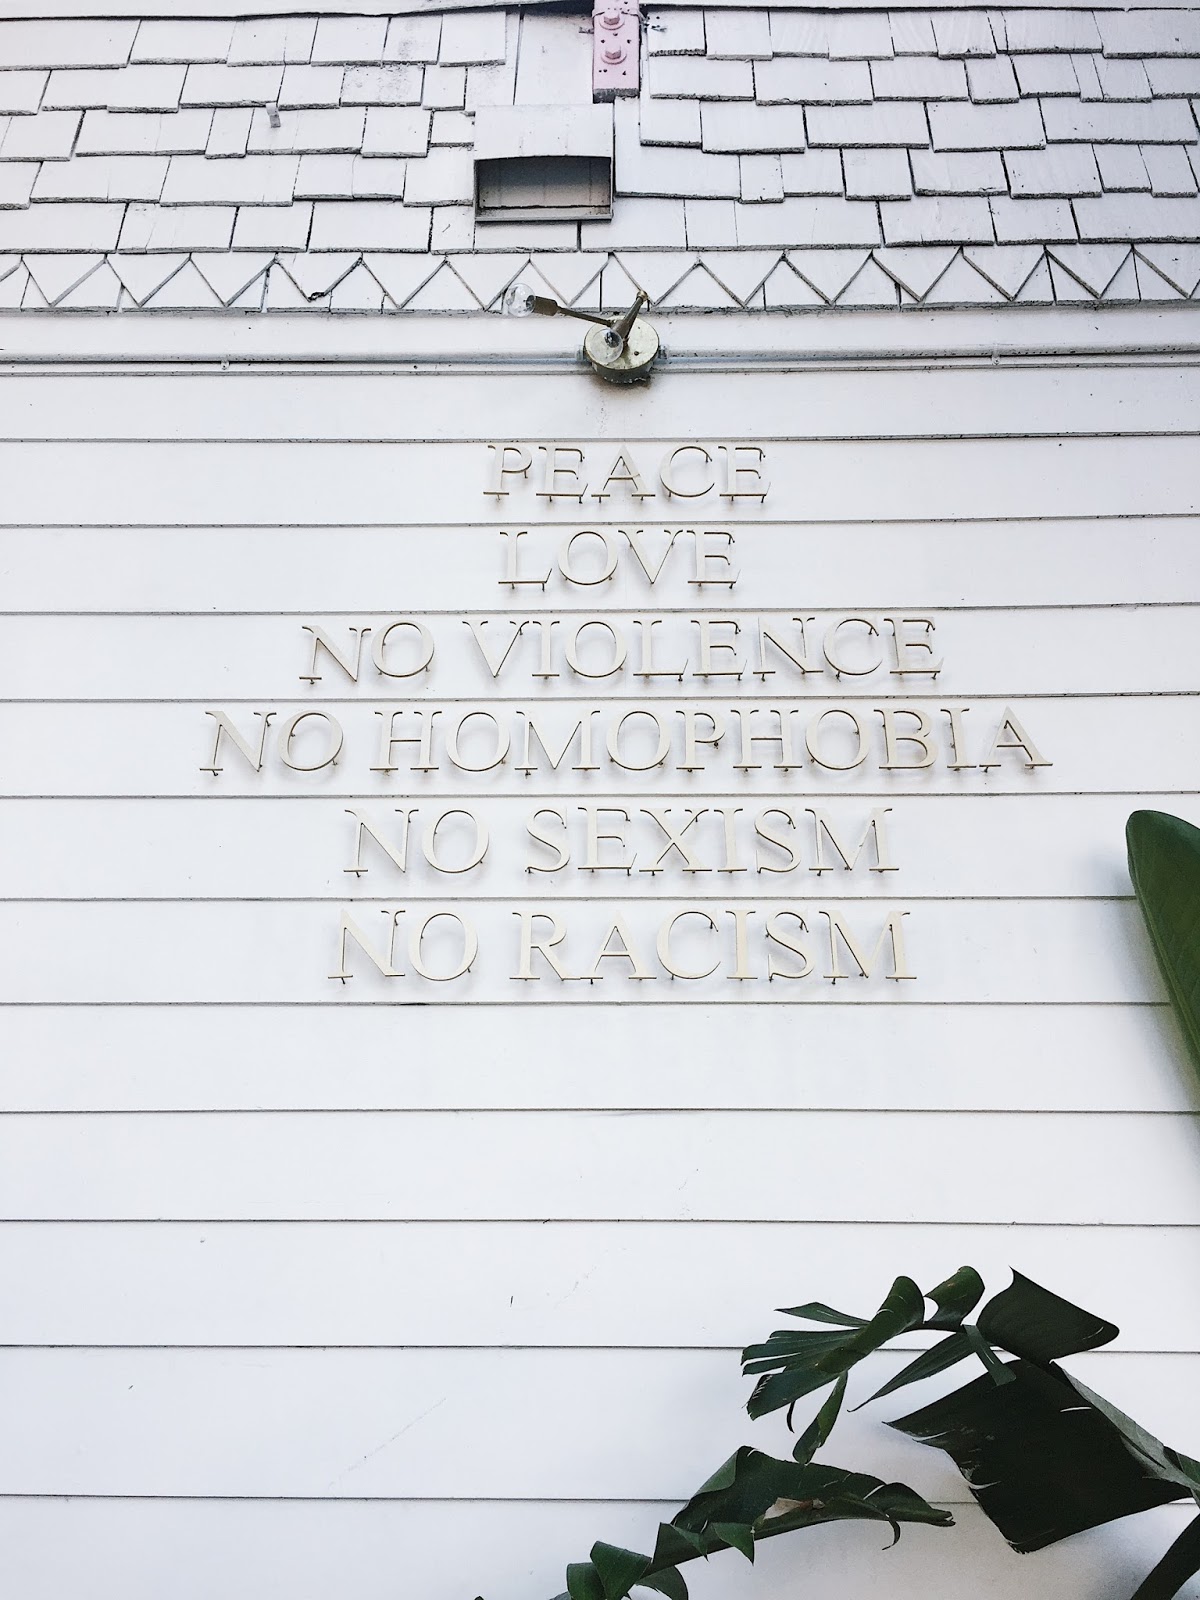 PEACE
LOVE
NO VIOLENCE
NO HOMOPHOBIA
NO SEXISM
NO RACISM